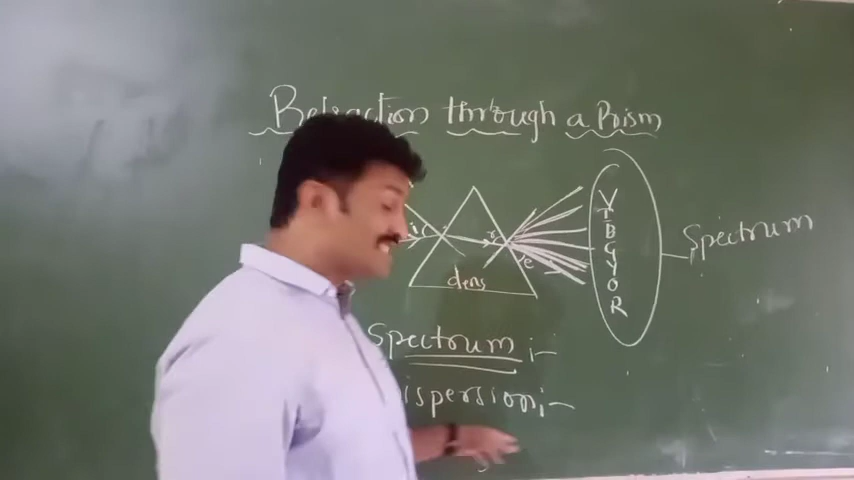 Refraction through a Prism
i
r
e
dens
V
I
B
G
Y
O
R
Spectrum
Spectrum :-
ispersion :-